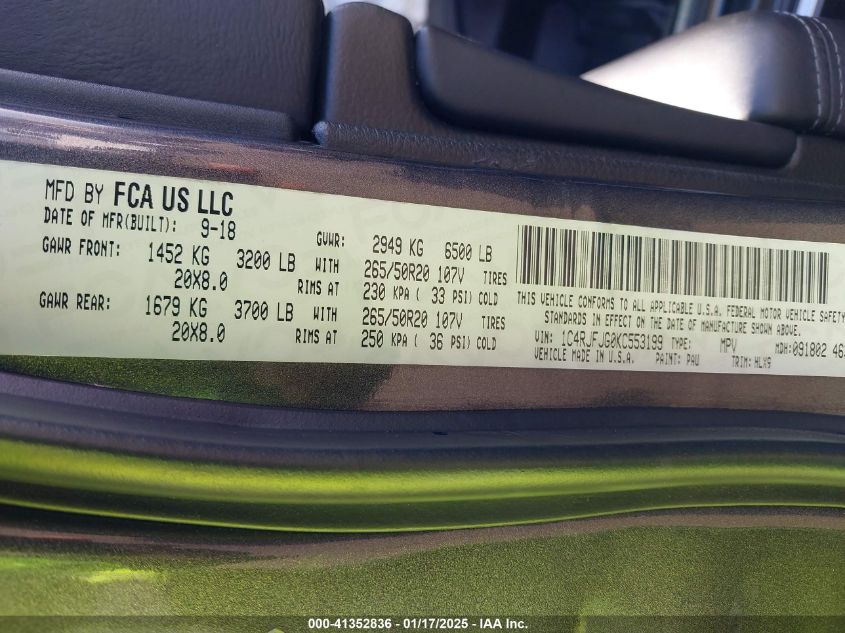 MFD BY FCA US LLC
DATE OF MFR(BUILT): 9-18 GVWR: 2949 KG 6500 LB
GAWR FRONT: 1452 KG 3200 LB WITH 265/50R20 107V TIRES
20X8.0 RIMS AT 230 KPA ( 33 PSI) COLD
GAWR REAR: 1679 KG 3700 LB WITH 265/50R20 107V TIRES
20X8.0 RIMS AT 250 KPA ( 36 PSI) COLD
THIS VEHICLE CONFORMS TO ALL APPLICABLE U.S.A. FEDERAL MOTOR VEHICLE SAFETY
STANDARDS IN EFFECT ON THE DATE OF MANUFACTURE SHOWN ABOVE.
VIN: 1C4RJFJG0KC553199 TYPE: MPV MDH:091802 46
VEHICLE MADE IN U.S.A. PAINT: PAU TRIM: HLX9
000-41352836 - 01/17/2025 - IAA Inc.